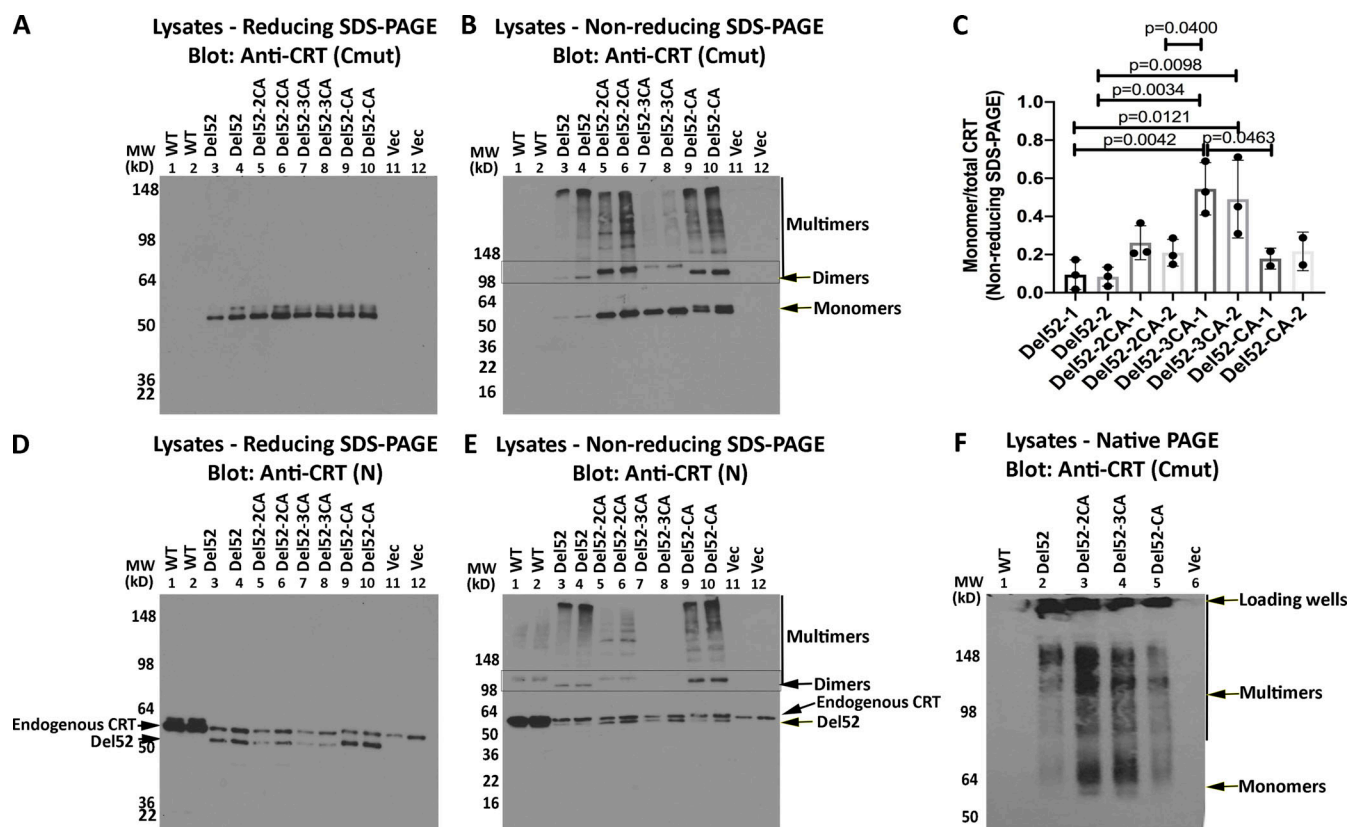 A
Lysates - Reducing SDS-PAGE
Blot: Anti-CRT (Cmut)
WT WT Del52 Del52 Del52-2CA Del52-2CA Del52-3CA Del52-3CA Del52-CA Del52-CA Vec Vec
MW
(kD) 1 2 3 4 5 6 7 8 9 10 11 12
148
98
64
50
36
22
B
Lysates - Non-reducing SDS-PAGE
Blot: Anti-CRT (Cmut)
WT WT Del52 Del52 Del52-2CA Del52-2CA Del52-3CA Del52-3CA Del52-CA Del52-CA Vec Vec
MW
(kD) 1 2 3 4 5 6 7 8 9 10 11 12
Multimers
148
98 Dimers
64 Monomers
50
36
22
16
C
p=0.0400
p=0.0098
p=0.0034
p=0.0121
p=0.0042 p=0.0463
Monomer/total CRT
(Non-reducing SDS-PAGE)
1.0
0.8
0.6
0.4
0.2
0.0
Del52-1 Del52-2 Del52-2CA-1 Del52-2CA-2 Del52-3CA-1 Del52-3CA-2 Del52-CA-1 Del52-CA-2
D
Lysates - Reducing SDS-PAGE
Blot: Anti-CRT (N)
WT WT Del52 Del52 Del52-2CA Del52-2CA Del52-3CA Del52-3CA Del52-CA Del52-CA Vec Vec
MW
(kD) 1 2 3 4 5 6 7 8 9 10 11 12
148
98
64
Endogenous CRT
Del52
50
36
22
E
Lysates - Non-reducing SDS-PAGE
Blot: Anti-CRT (N)
WT WT Del52 Del52 Del52-2CA Del52-2CA Del52-3CA Del52-3CA Del52-CA Del52-CA Vec Vec
MW
(kD) 1 2 3 4 5 6 7 8 9 10 11 12
Multimers
148
98 Dimers
Endogenous CRT
64
Del52
50
36
22
16
F
Lysates - Native PAGE
Blot: Anti-CRT (Cmut)
WT Del52 Del52-2CA Del52-3CA Del52-CA Vec
MW
(kD) 1 2 3 4 5 6
Loading wells
148
Multimers
98
64
Monomers
50